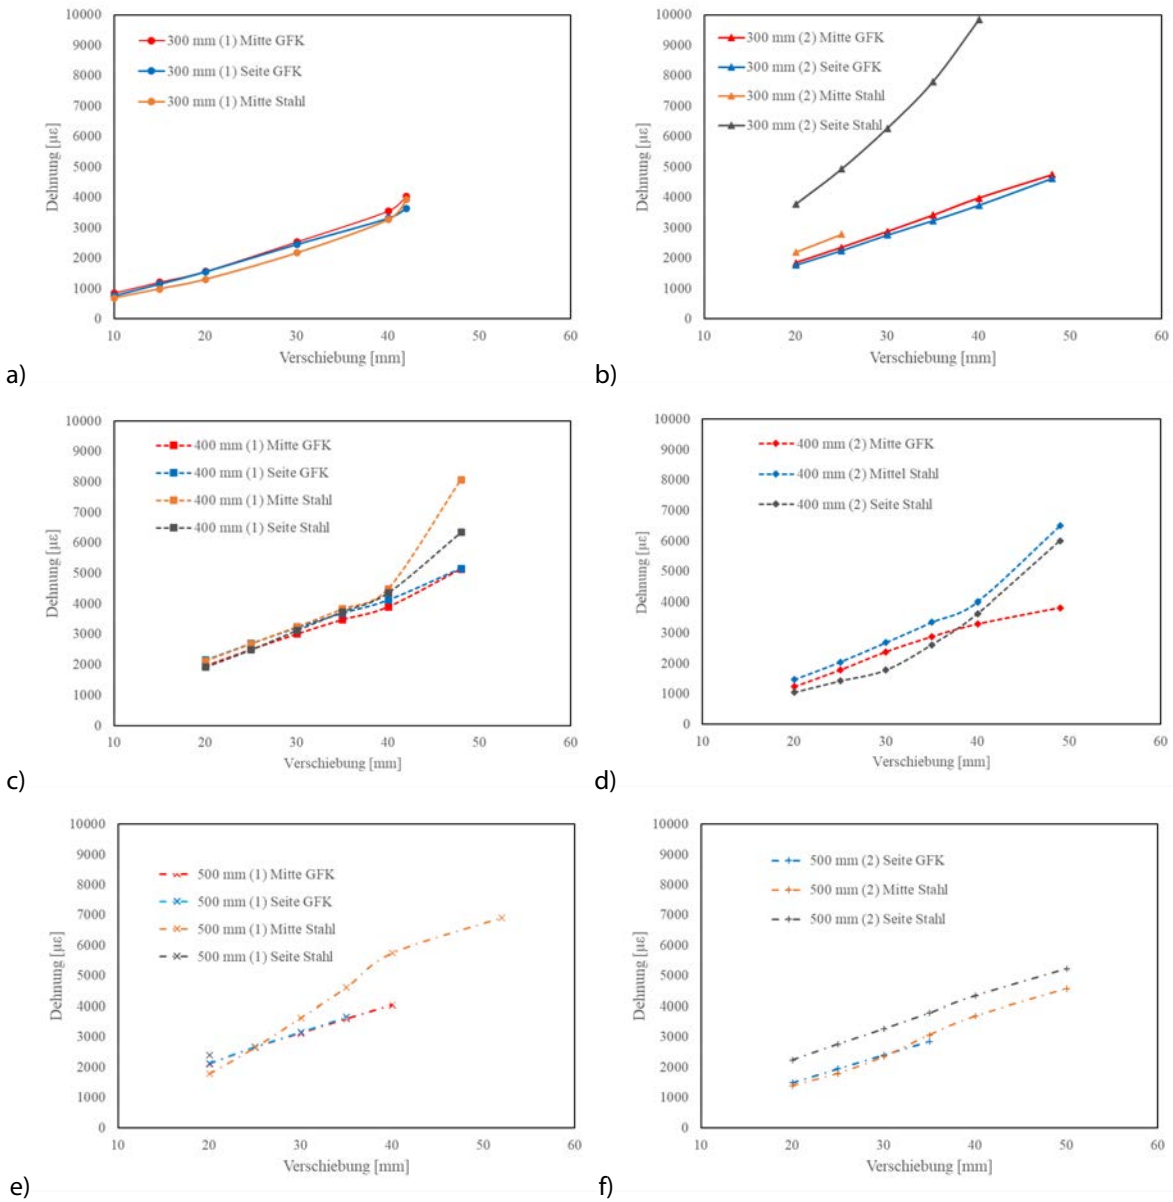 10000
9000
8000
7000
6000
5000
4000
3000
2000
1000
0
Dehnung [µε]
300 mm (1) Mitte GFK
300 mm (1) Seite GFK
300 mm (1) Mitte Stahl
10 20 30 40 50 60
Verschiebung [mm]
a)
10000
9000
8000
7000
6000
5000
4000
3000
2000
1000
0
Dehnung [µε]
300 mm (2) Mitte GFK
300 mm (2) Seite GFK
300 mm (2) Mitte Stahl
300 mm (2) Seite Stahl
10 20 30 40 50 60
Verschiebung [mm]
b)
10000
9000
8000
7000
6000
5000
4000
3000
2000
1000
0
Dehnung [µε]
400 mm (1) Mitte GFK
400 mm (1) Seite GFK
400 mm (1) Mitte Stahl
400 mm (1) Seite Stahl
10 20 30 40 50 60
Verschiebung [mm]
c)
10000
9000
8000
7000
6000
5000
4000
3000
2000
1000
0
Dehnung [µε]
400 mm (2) Mitte GFK
400 mm (2) Mittel Stahl
400 mm (2) Seite Stahl
10 20 30 40 50 60
Verschiebung [mm]
d)
10000
9000
8000
7000
6000
5000
4000
3000
2000
1000
0
Dehnung [µε]
500 mm (1) Mitte GFK
500 mm (1) Seite GFK
500 mm (1) Mitte Stahl
500 mm (1) Seite Stahl
10 20 30 40 50 60
Verschiebung [mm]
e)
10000
9000
8000
7000
6000
5000
4000
3000
2000
1000
0
Dehnung [µε]
500 mm (2) Seite GFK
500 mm (2) Mitte Stahl
500 mm (2) Seite Stahl
10 20 30 40 50 60
Verschiebung [mm]
f)